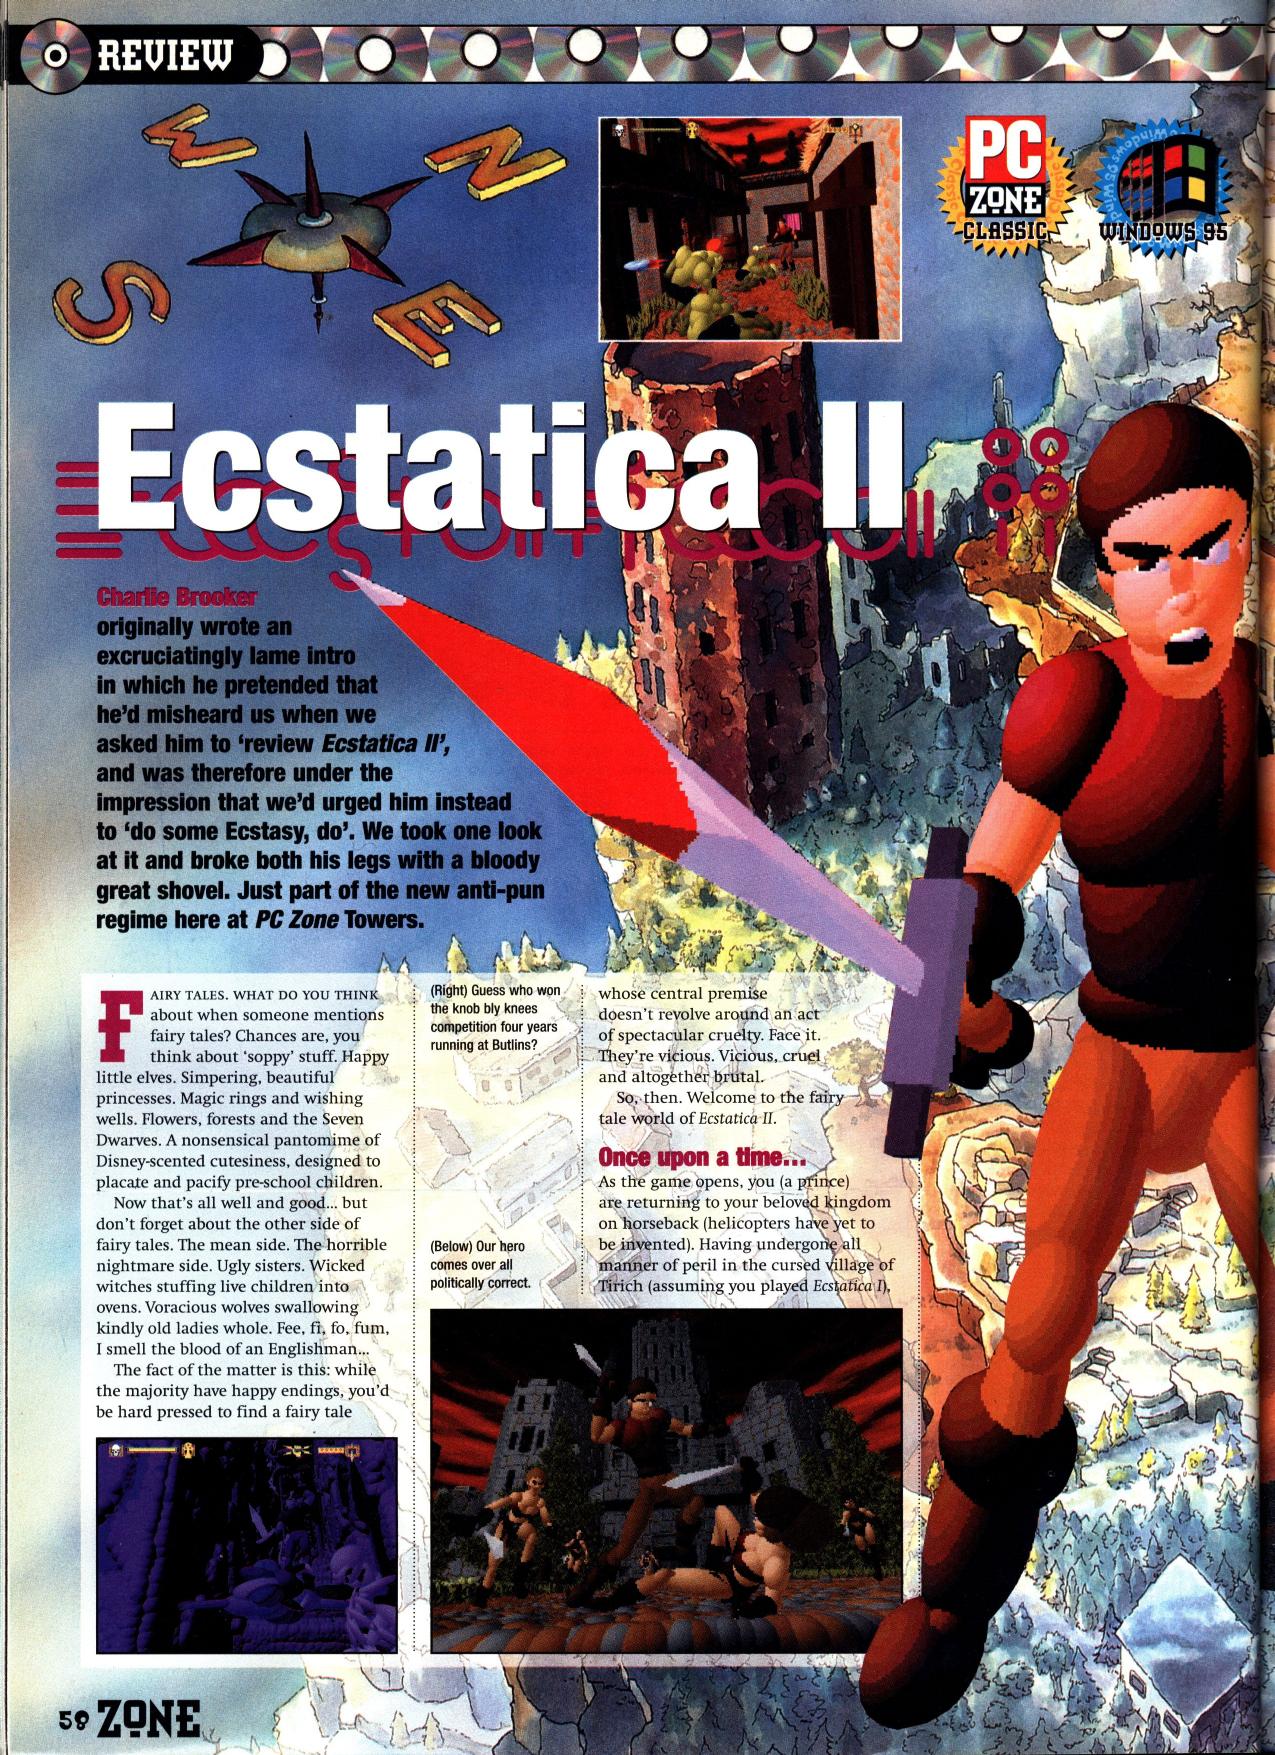 REVIEW
W
N
S
E
PC
ZONE
CLASSIC
WINDOWS 95
Ecstatica II
Charlie Brooker
originally wrote an
excruciatingly lame intro
in which he pretended that
he'd misheard us when we
asked him to 'review Ecstatica II',
and was therefore under the
impression that we'd urged him instead
to 'do some Ecstasy, do'. We took one look
at it and broke both his legs with a bloody
great shovel. Just part of the new anti-pun
regime here at PC Zone Towers.
FAIRY TALES. WHAT DO YOU THINK
about when someone mentions
fairy tales? Chances are, you
think about 'soppy' stuff. Happy
little elves. Simpering, beautiful
princesses. Magic rings and wishing
wells. Flowers, forests and the Seven
Dwarves. A nonsensical pantomime of
Disney-scented cutesiness, designed to
placate and pacify pre-school children.
Now that's all well and good... but
don't forget about the other side of
fairy tales. The mean side. The horrible
nightmare side. Ugly sisters. Wicked
witches stuffing live children into
ovens. Voracious wolves swallowing
kindly old ladies whole. Fee, fi, fo, fum,
I smell the blood of an Englishman...
The fact of the matter is this: while
the majority have happy endings, you'd
be hard pressed to find a fairy tale
(Right) Guess who won
the knob bly knees
competition four years
running at Butlins?
(Below) Our hero
comes over all
politically correct.
whose central premise
doesn't revolve around an act
of spectacular cruelty. Face it.
They're vicious. Vicious, cruel
and altogether brutal.
So, then. Welcome to the fairy
tale world of Ecstatica II.
Once upon a time...
As the game opens, you (a prince)
are returning to your beloved kingdom
on horseback (helicopters have yet to
be invented). Having undergone all
manner of peril in the cursed village of
Tirich (assuming you played Ecstatica I),
58 ZONE